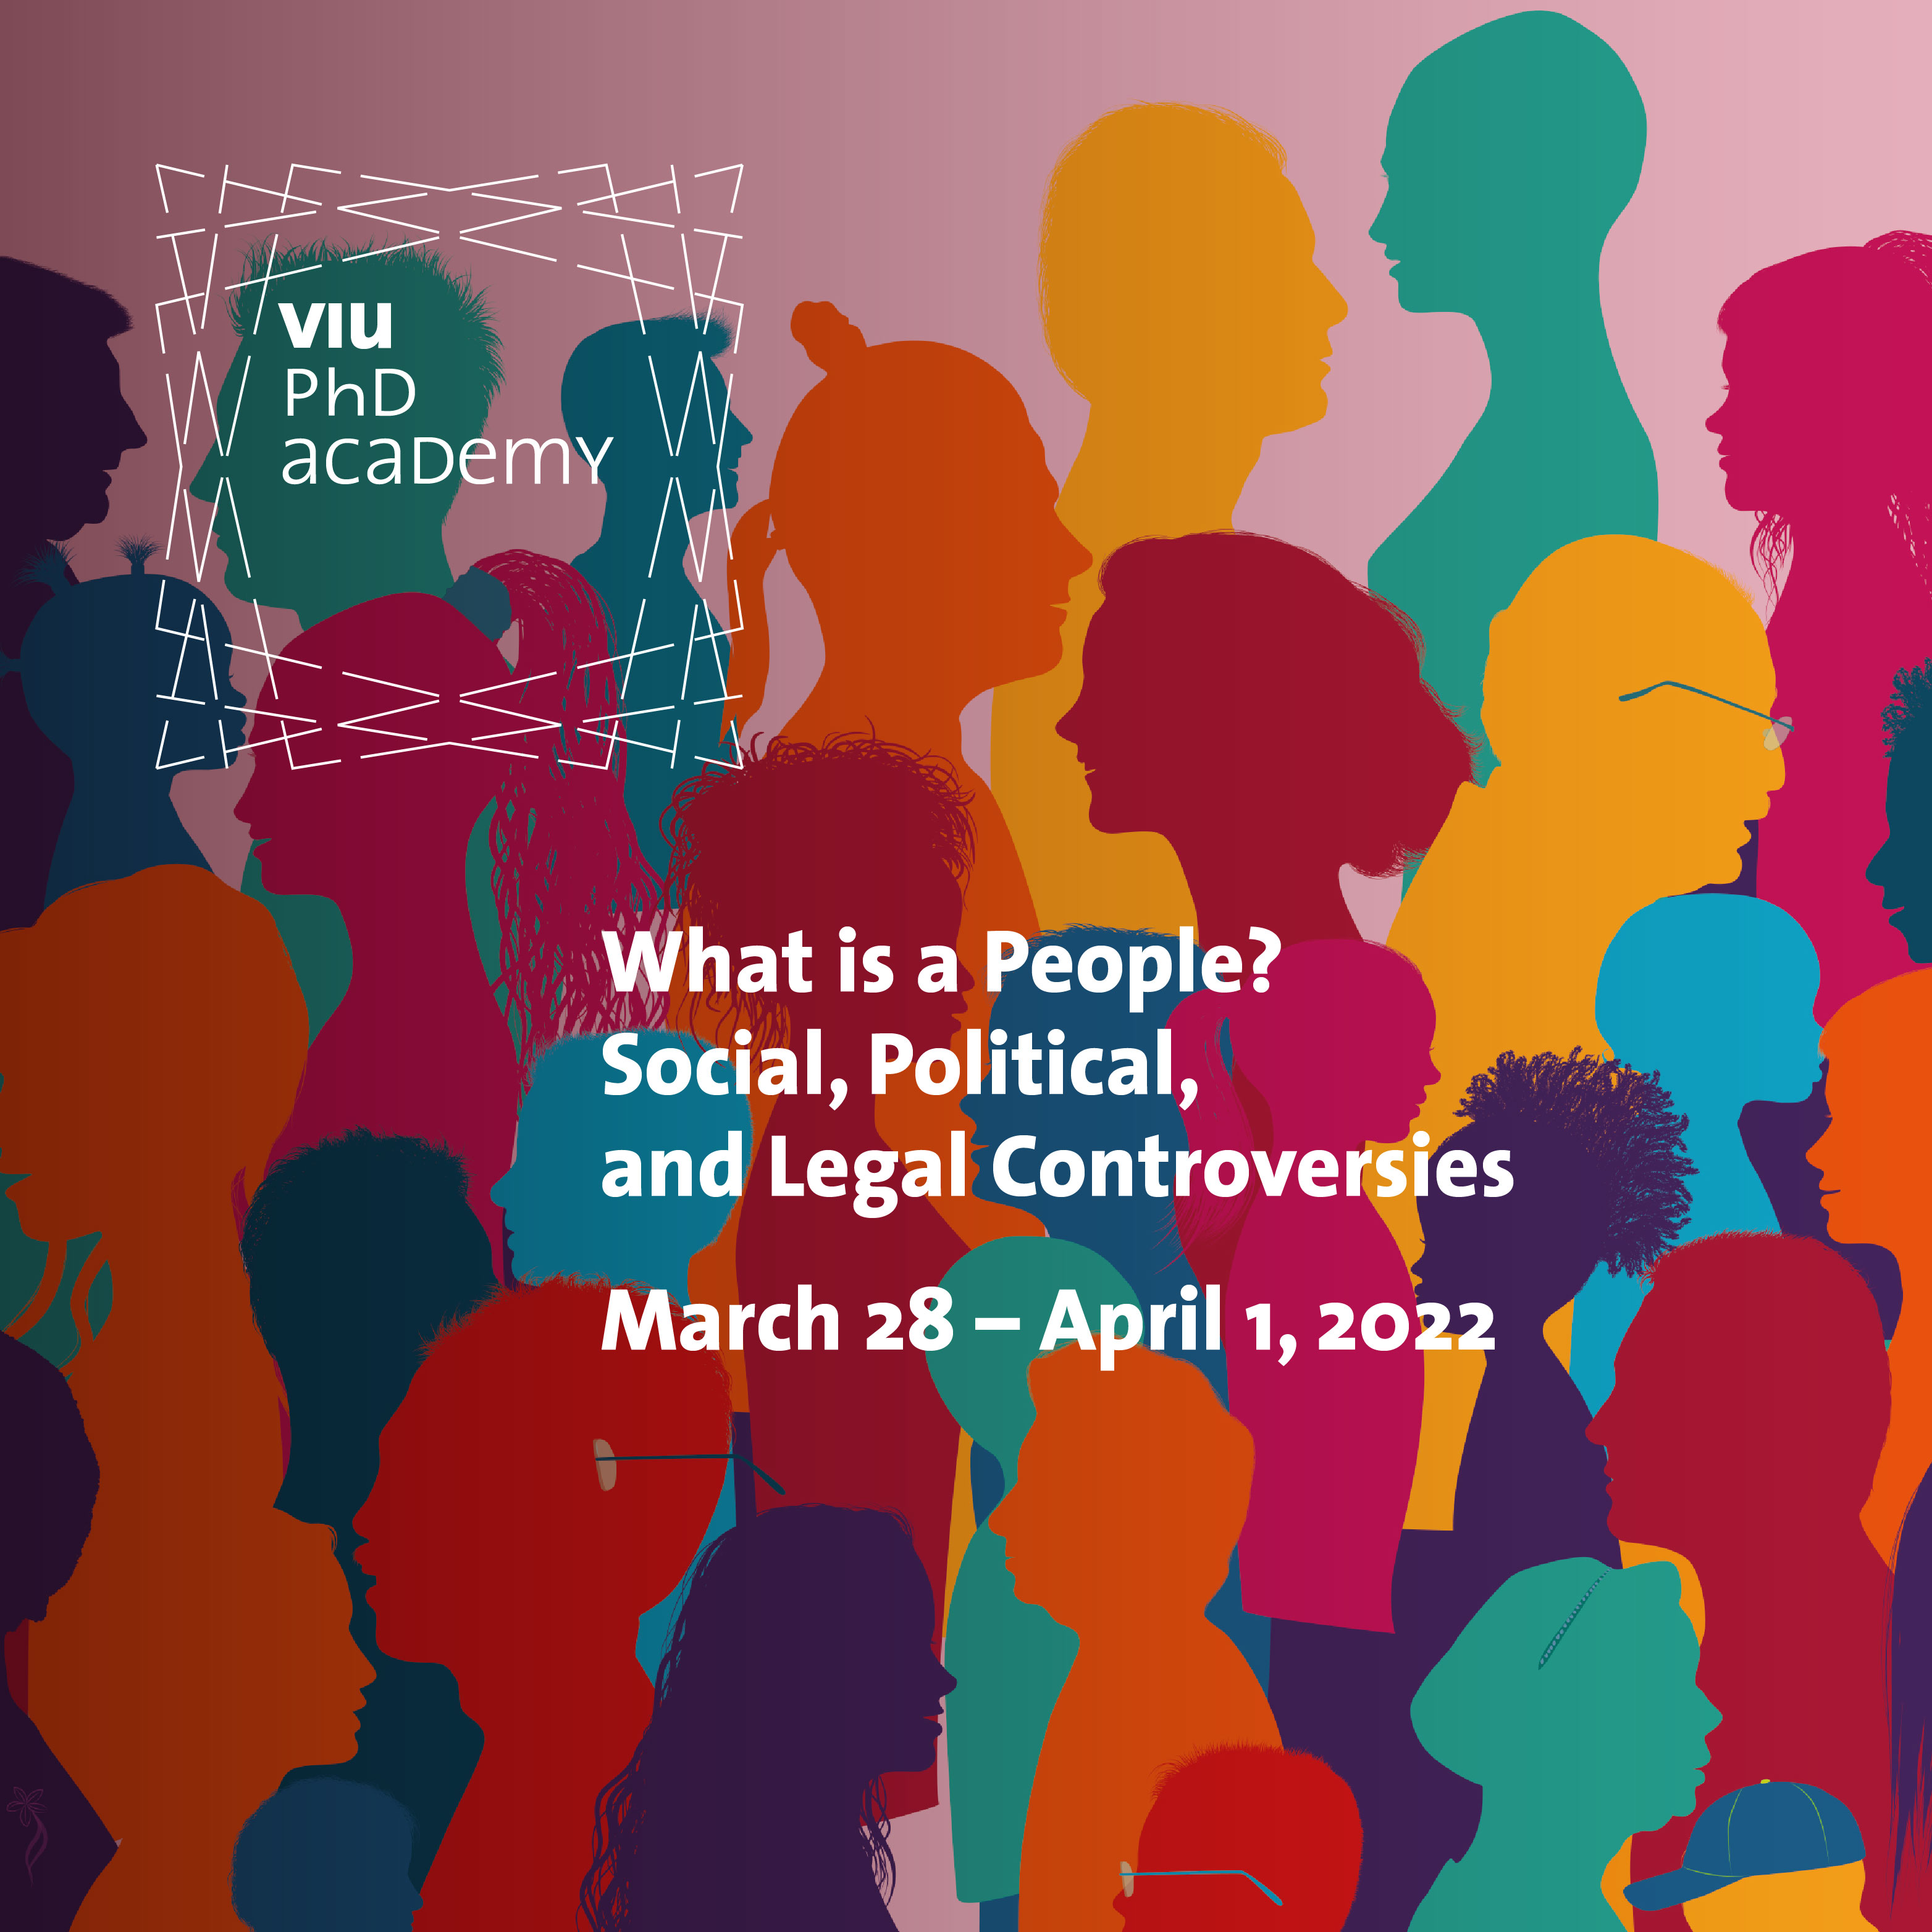 VIU
PhD
acaDemY
What is a People?
Social, Political,
and Legal Controversies
March 28 – April 1, 2022